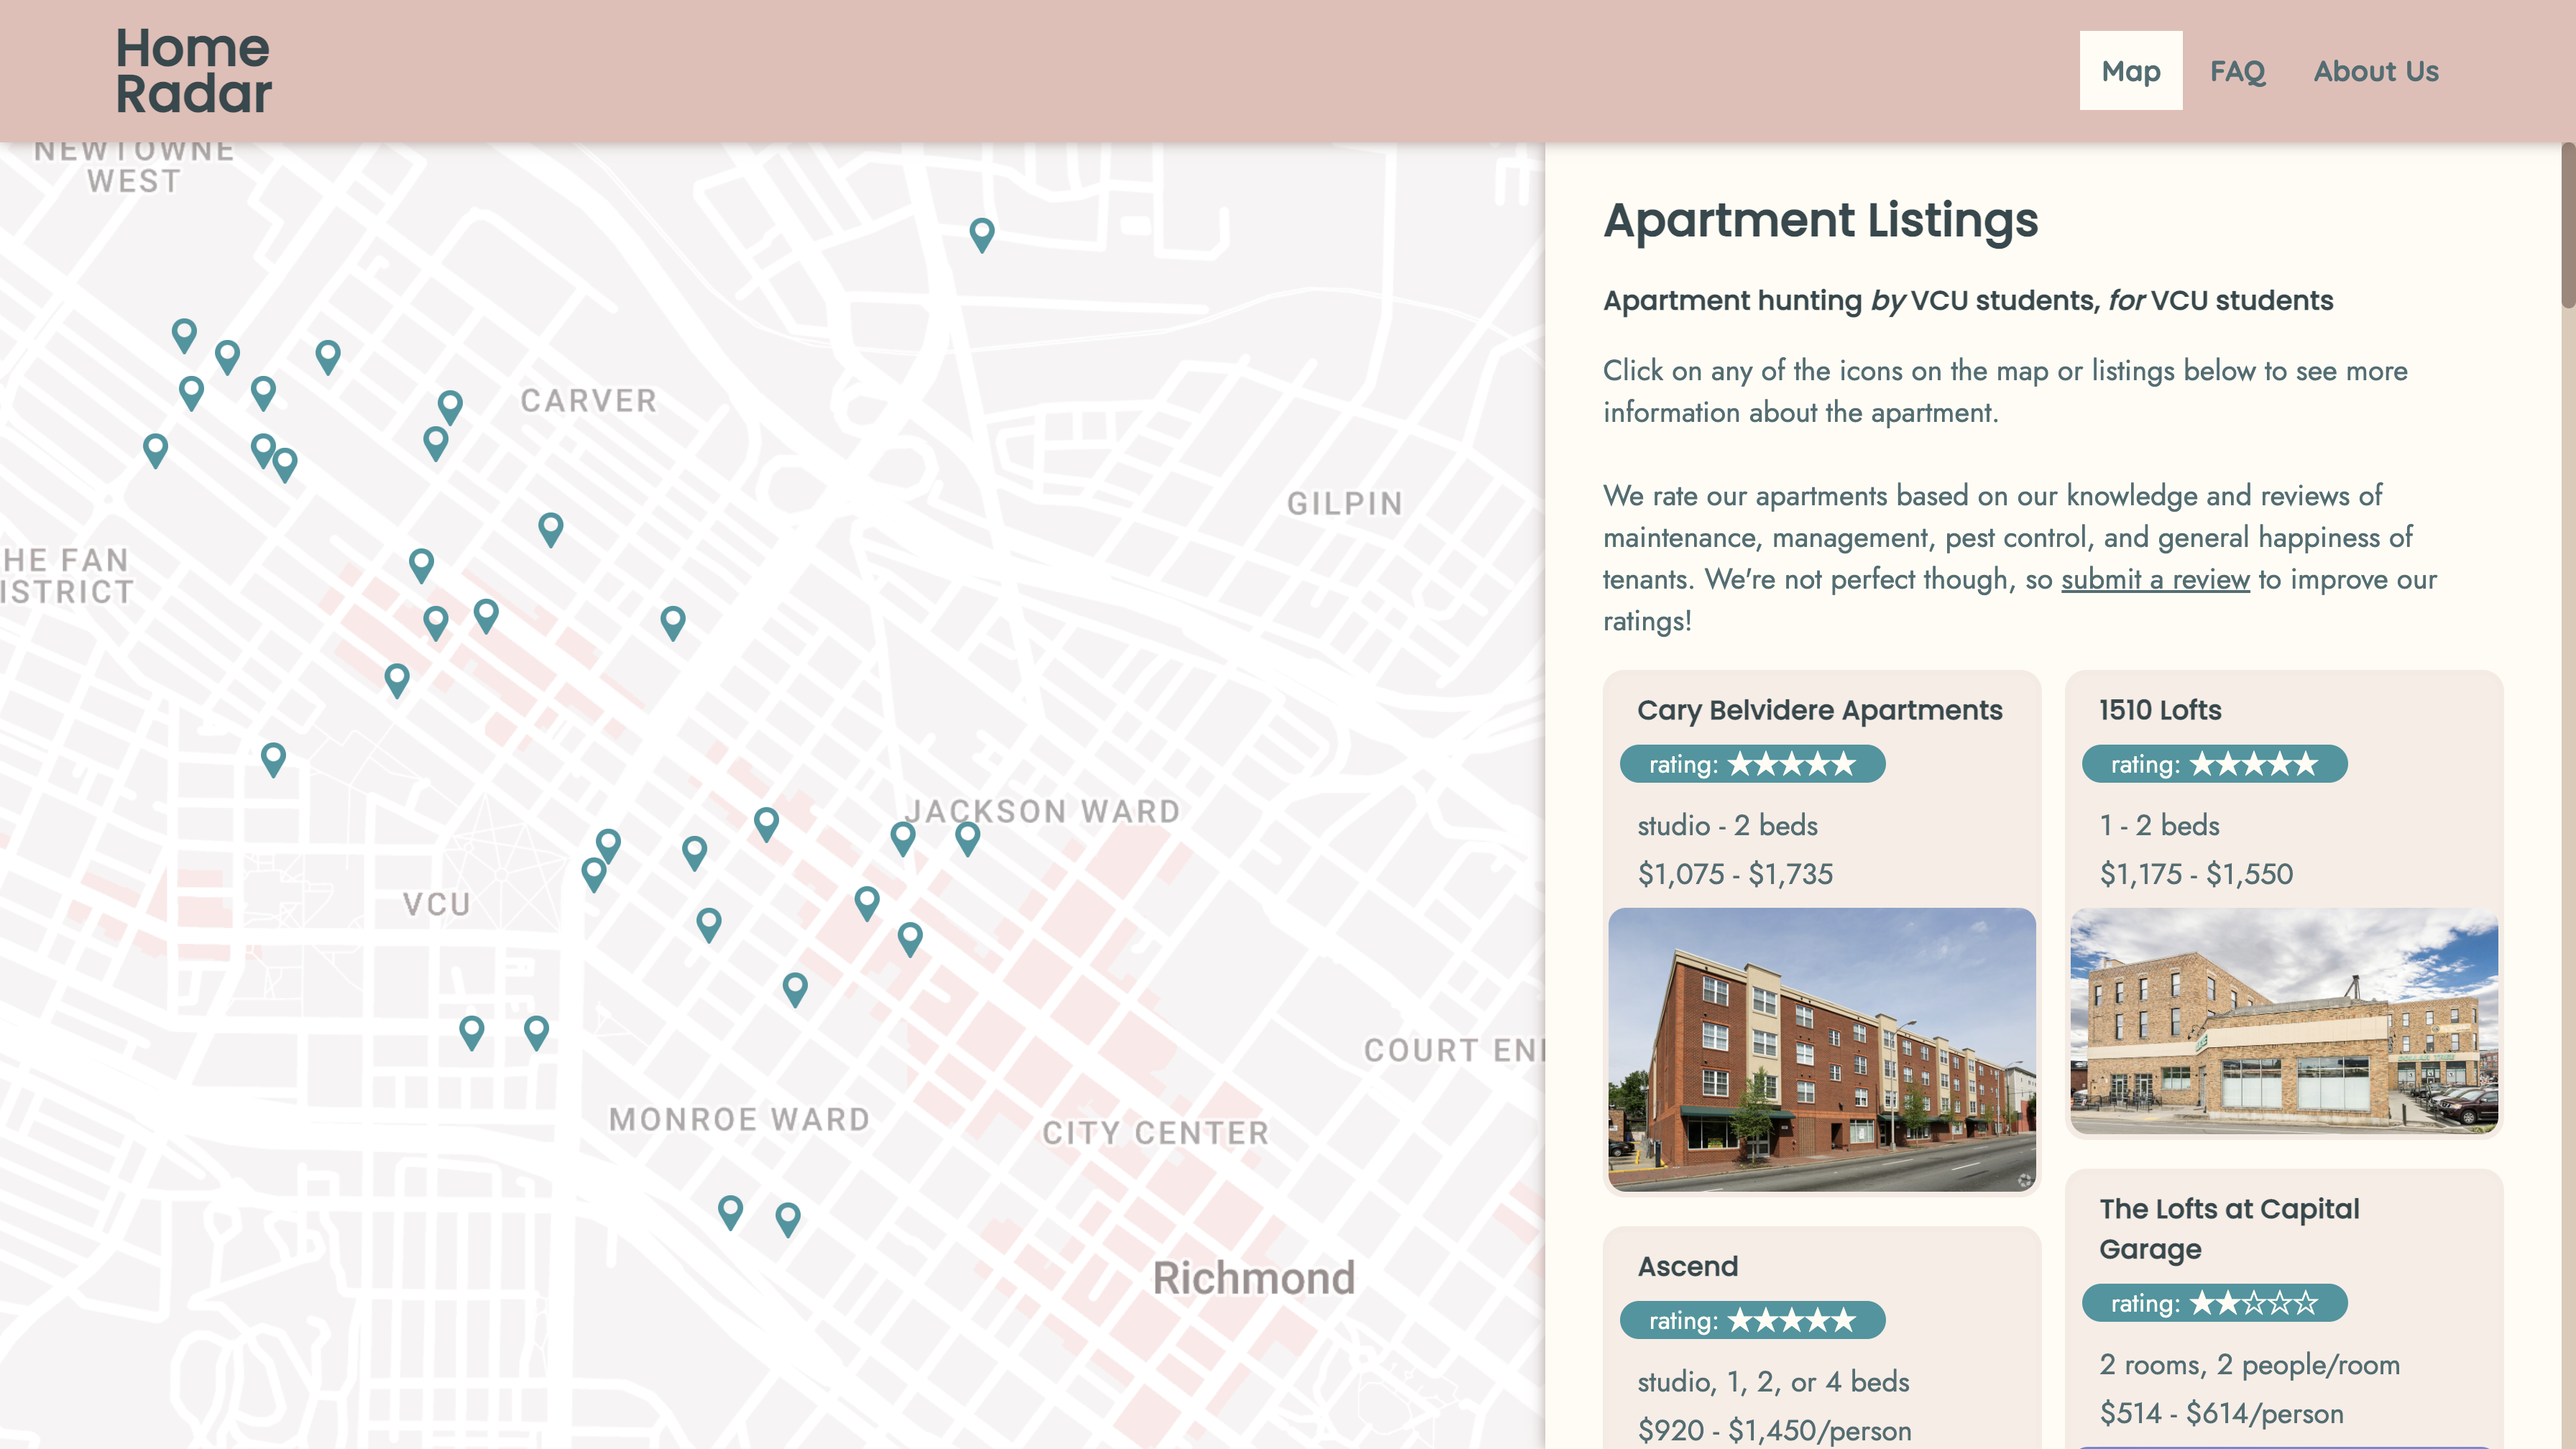 Home
Radar
Map
FAQ
About Us
NEWTOWNE
WEST
CARVER
GILPIN
HE FAN
ISTRICT
JACKSON WARD
VCU
COURT EN
MONROE WARD
CITY CENTER
Richmond
Apartment Listings
Apartment hunting by VCU students, for VCU students
Click on any of the icons on the map or listings below to see more
information about the apartment.
We rate our apartments based on our knowledge and reviews of
maintenance, management, pest control, and general happiness of
tenants. We're not perfect though, so submit a review to improve our
ratings!
Cary Belvidere Apartments
rating: ★★★★★
studio - 2 beds
$1,075 - $1,735
1510 Lofts
rating: ★★★★★
1 - 2 beds
$1,175 - $1,550
Ascend
rating: ★★★★★
studio, 1, 2, or 4 beds
$920 - $1,450/person
The Lofts at Capital
Garage
rating: ★★☆☆☆
2 rooms, 2 people/room
$514 - $614/person